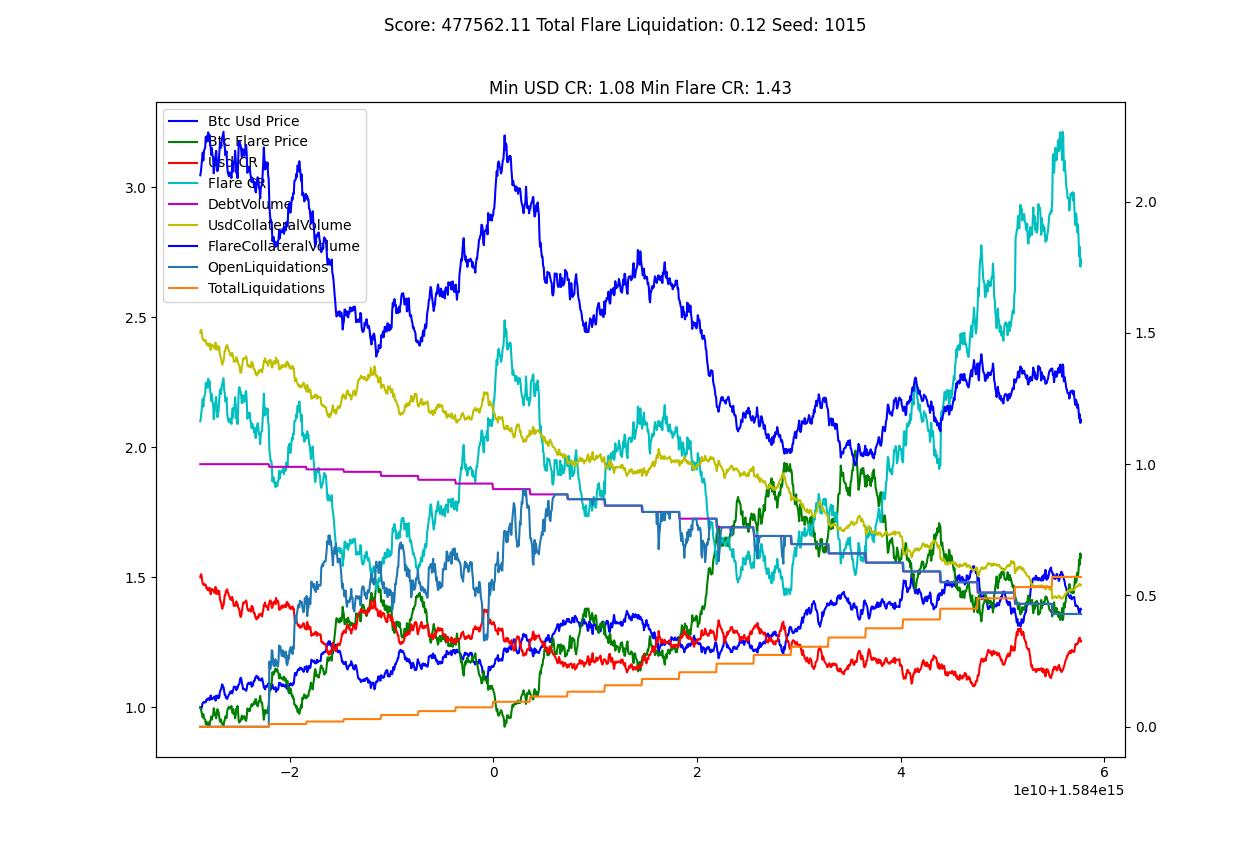 Score: 477562.11 Total Flare Liquidation: 0.12 Seed: 1015
Min USD CR: 1.08 Min Flare CR: 1.43
Btc Usd Price
Btc Flare Price
Usd CR
Flare CR
DebtVolume
UsdCollateralVolume
FlareCollateralVolume
OpenLiquidations
TotalLiquidations
3.0
2.5
2.0
1.5
1.0
2.0
1.5
1.0
0.5
0.0
−2
0
2
4
6
1e10+1.584e15